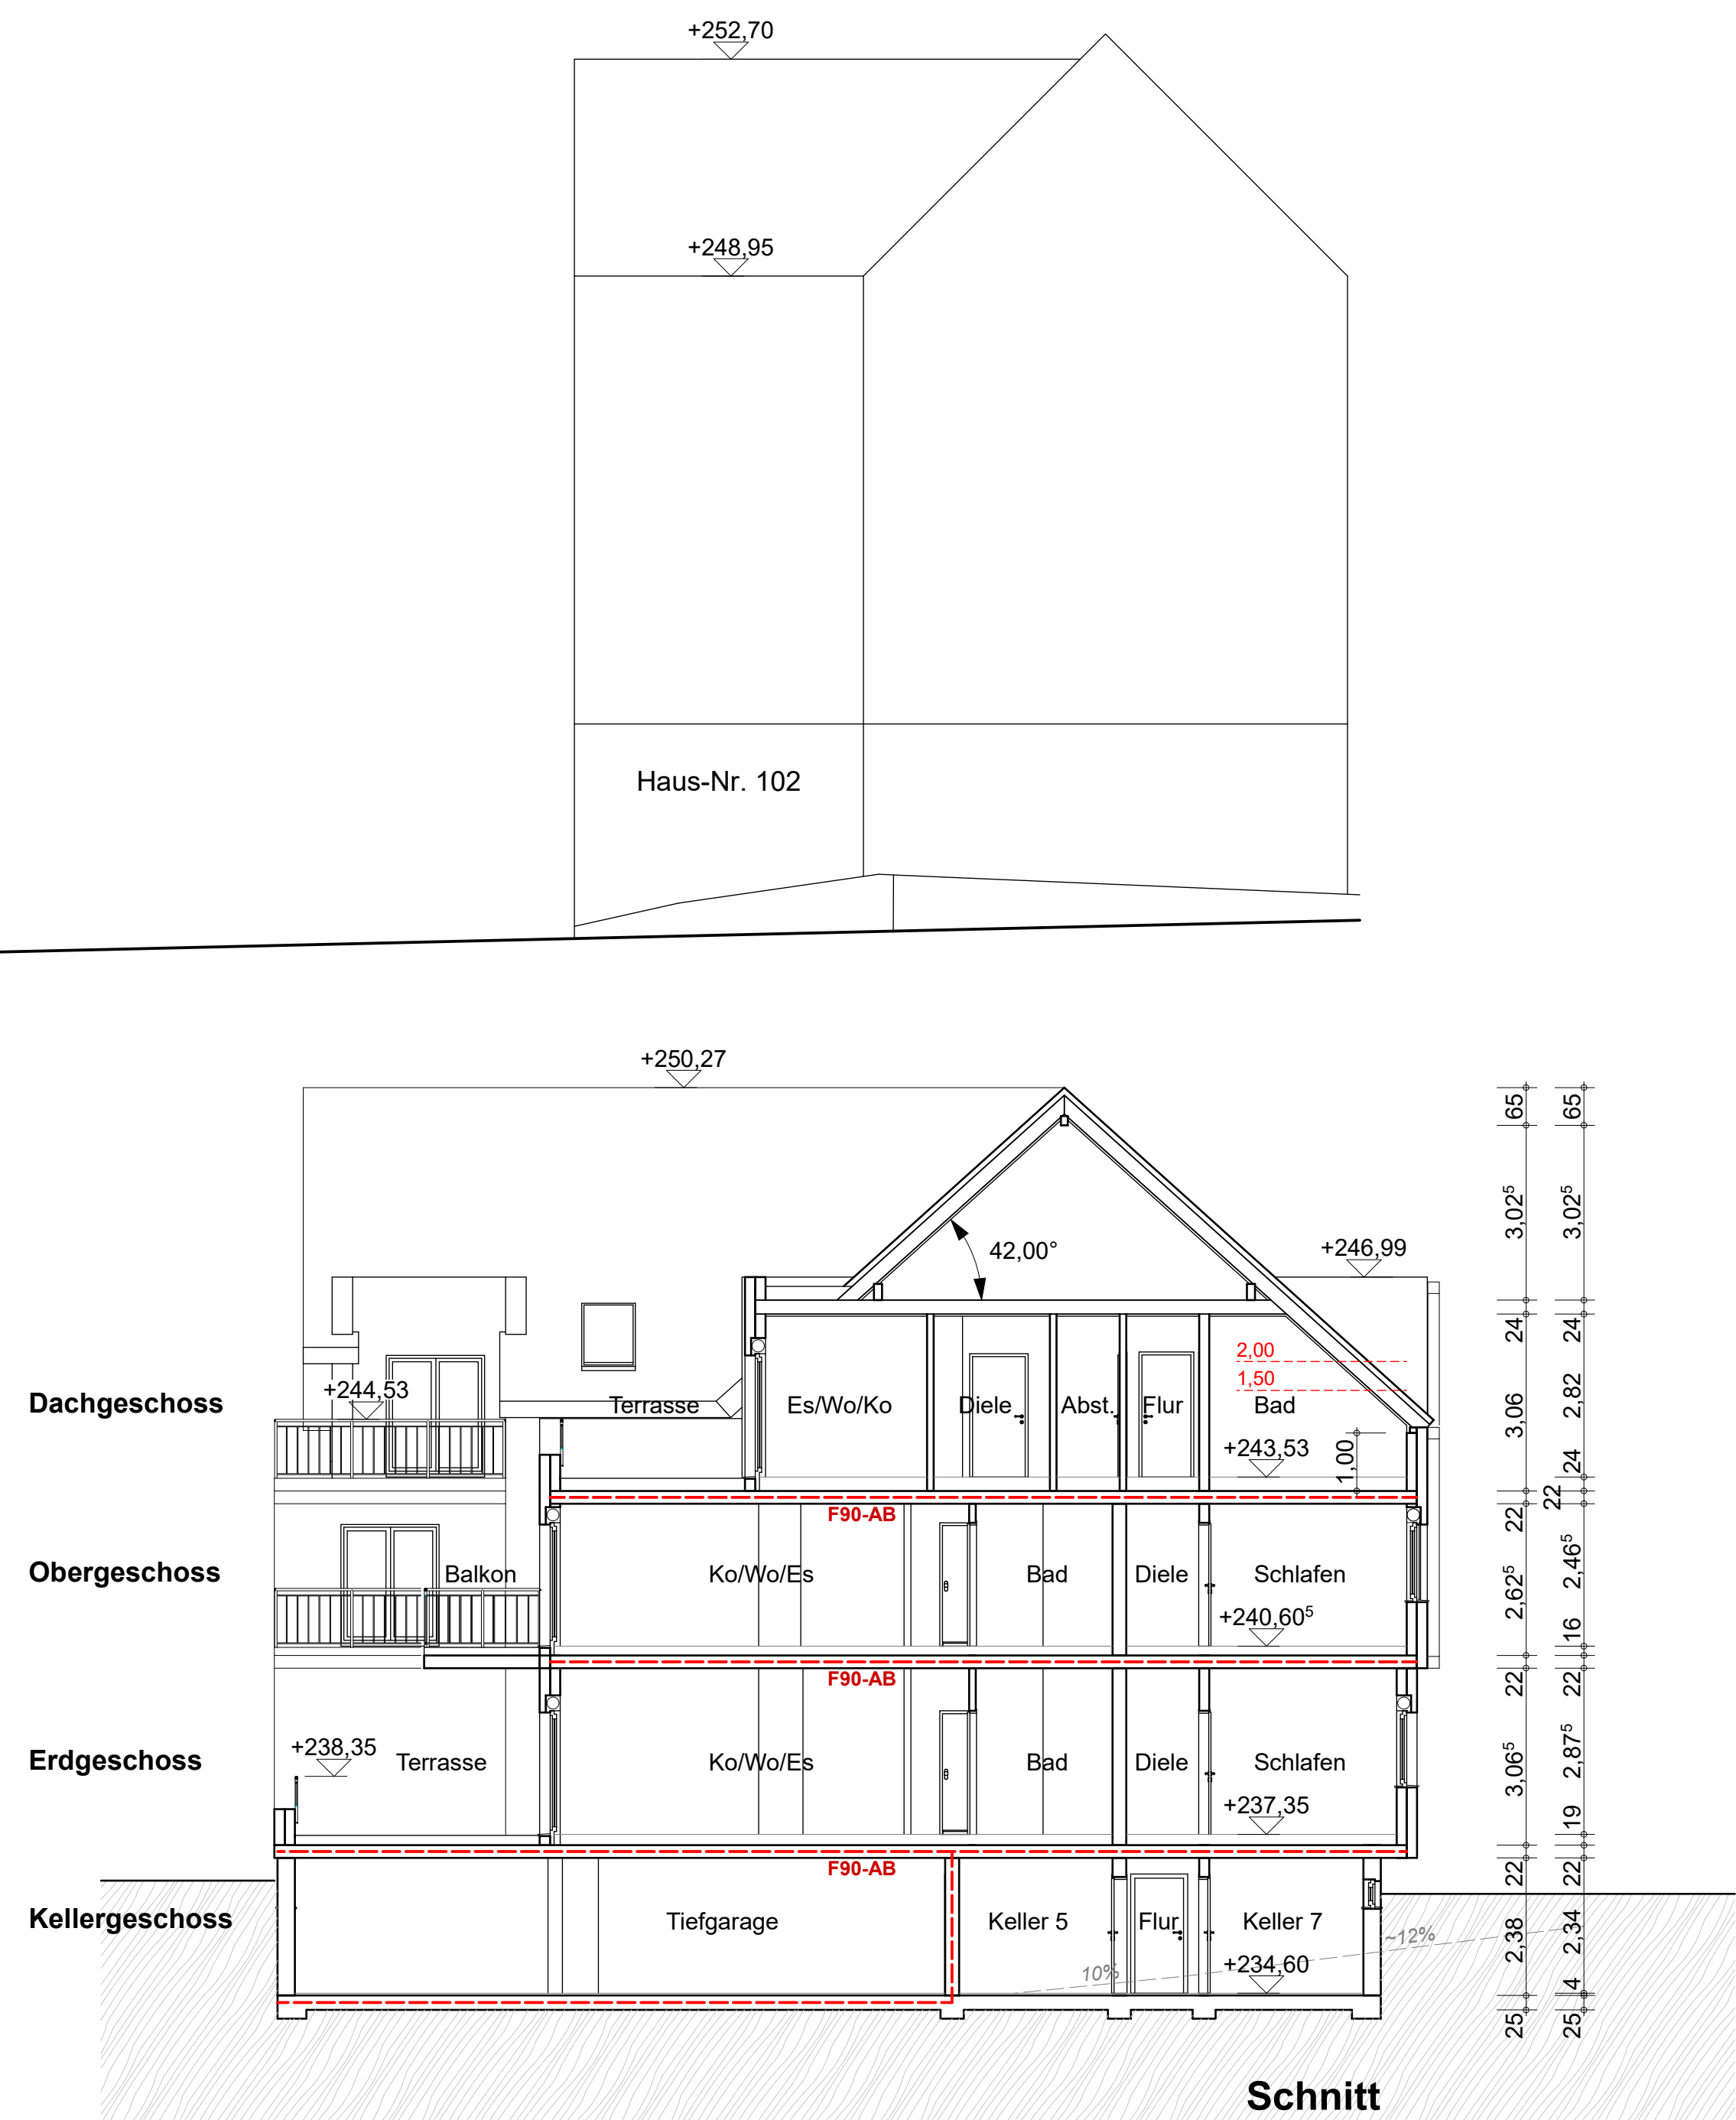 +252,70
+248,95
Haus-Nr. 102
+250,27
42,00°
+246,99
2,00
1,50
Dachgeschoss
+244,53
Terrasse
Es/Wo/Ko
Diele
Abst.
Flur
Bad
+243,53
1,00
F90-AB
Obergeschoss
Balkon
Ko/Wo/Es
Bad
Diele
Schlafen
+240,60⁵
F90-AB
Erdgeschoss
+238,35
Terrasse
Ko/Wo/Es
Bad
Diele
Schlafen
+237,35
F90-AB
Kellergeschoss
Tiefgarage
Keller 5
Flur
Keller 7
+234,60
10%
~12%
65
3,02⁵
24
3,06
22
2,62⁵
22
3,06⁵
22
2,38
25
65
3,02⁵
24
2,82
24
22
2,46⁵
16
22
2,87⁵
19
22
2,34
4
25
Schnitt